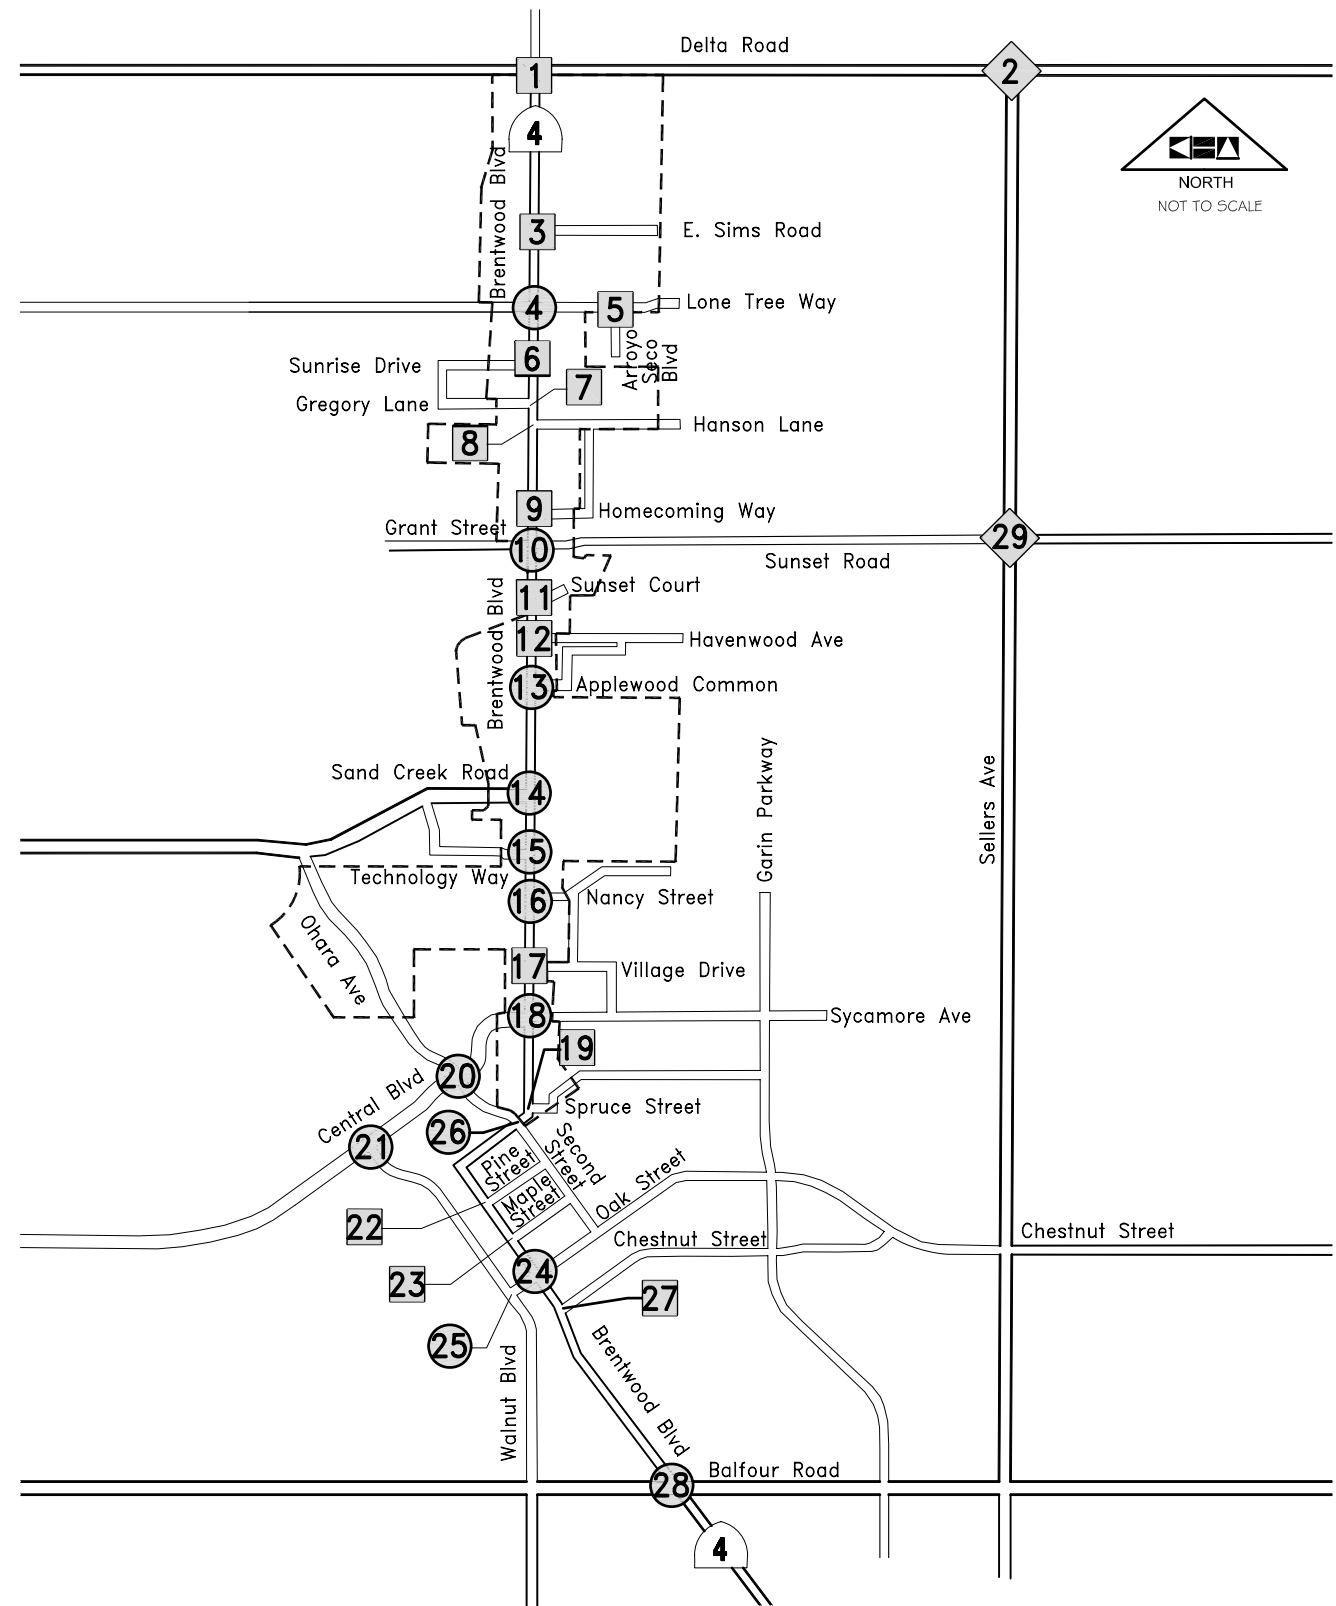 Delta Road
1
2
4
NORTH
NOT TO SCALE
Brentwood Blvd
3
E. Sims Road
4
5
Lone Tree Way
6
Arroyo
Seco
Blvd
Sunrise Drive
7
Gregory Lane
8
Hanson Lane
9
Homecoming Way
Grant Street
10
29
Sunset Road
11
Sunset Court
Brentwood Blvd
12
Havenwood Ave
13
Applewood Common
Garin Parkway
Sellers Ave
Sand Creek Road
14
15
Technology Way
16
Nancy Street
Ohara Ave
17
Village Drive
18
Sycamore Ave
19
20
Central Blvd
Spruce Street
26
21
Second
Street
Pine
Street
Maple
Street
Oak Street
22
Chestnut Street
Chestnut Street
24
23
27
25
Walnut Blvd
Brentwood Blvd
Balfour Road
28
4